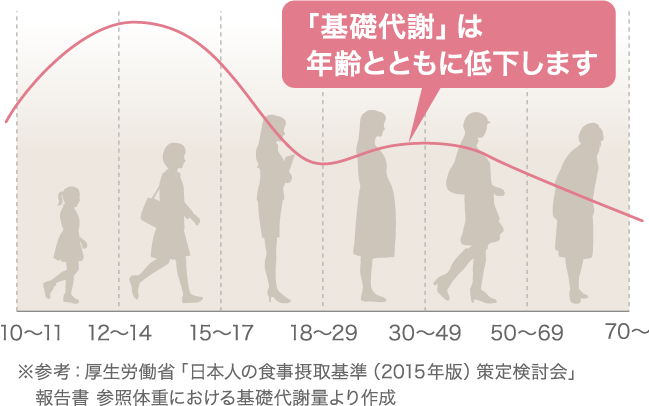 「基礎代謝」は
年齢とともに低下します
10～11 12～14 15～17 18～29 30～49 50～69 70～
※参考：厚生労働省「日本人の食事摂取基準（2015年版）策定検討会」
報告書 参照体重における基礎代謝量より作成